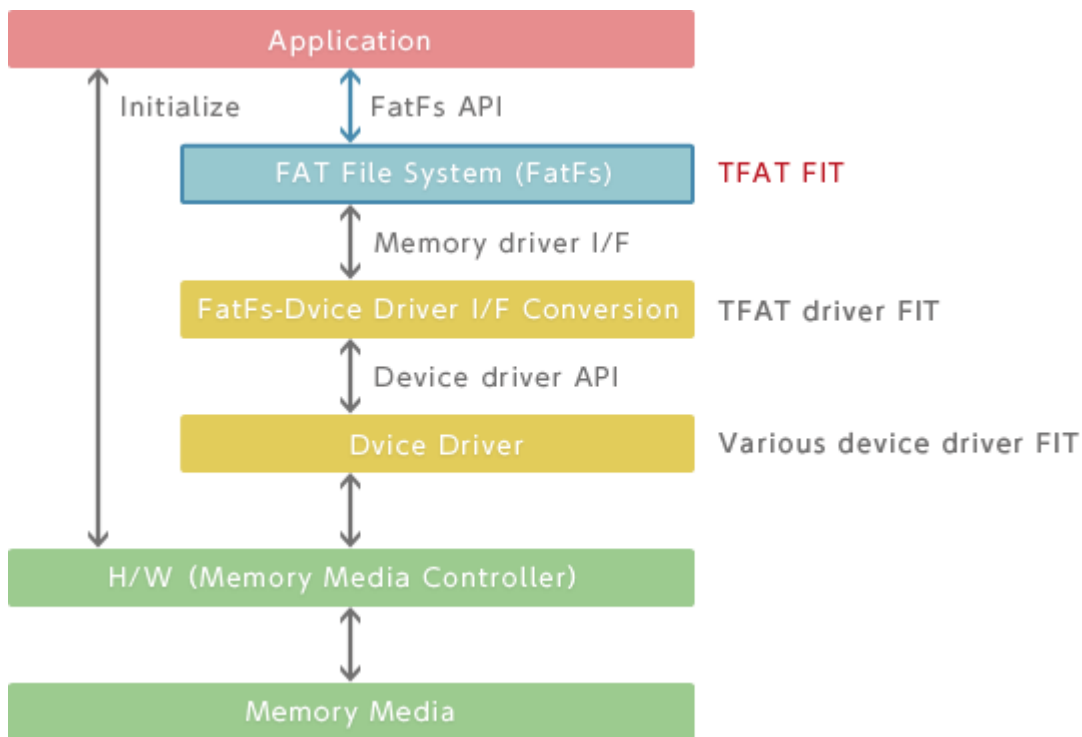 Application
Initialize
FatFs API
FAT File System (FatFs)
TFAT FIT
Memory driver I/F
FatFs-Dvice Driver I/F Conversion
TFAT driver FIT
Device driver API
Dvice Driver
Various device driver FIT
H/W (Memory Media Controller)
Memory Media